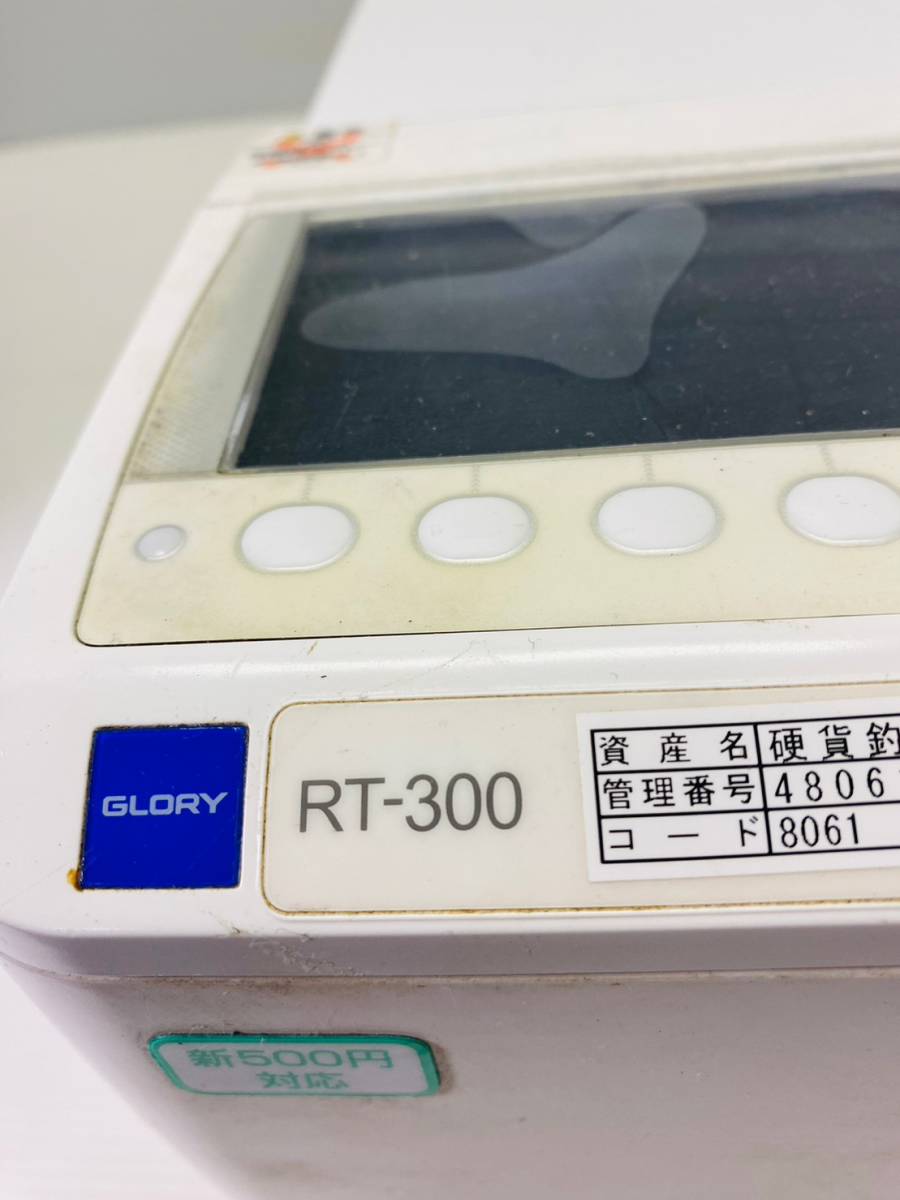 GLORY
RT-300
資産名 硬貨釣
管理番号 4806
コード 8061
新500円
対応